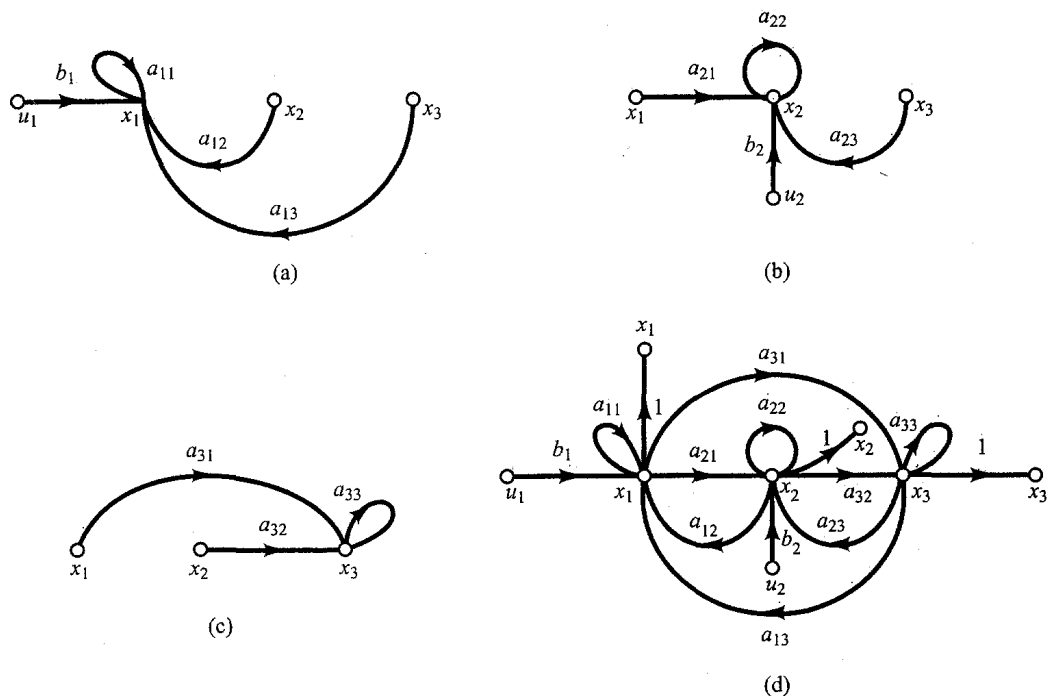 a₁₁
b₁
u₁
x₁
x₂
x₃
a₁₂
a₁₃
(a)
a₂₂
a₂₁
x₁
x₂
x₃
b₂
a₂₃
u₂
(b)
a₃₁
a₃₃
a₃₂
x₁
x₂
x₃
(c)
x₁
a₃₁
a₁₁
1
a₂₂
a₃₃
b₁
a₂₁
1
x₂
1
u₁
x₁
x₂
a₃₂
x₃
x₃
a₁₂
b₂
a₂₃
u₂
a₁₃
(d)